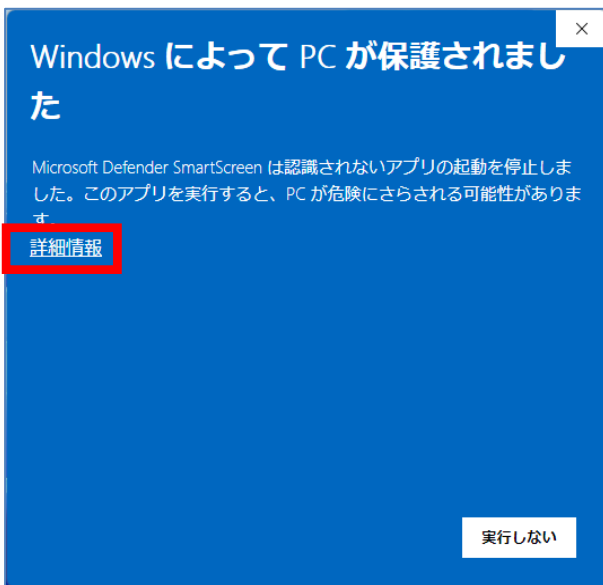 Windows によって PC が保護されまし
た
Microsoft Defender SmartScreen は認識されないアプリの起動を停止しま
した。このアプリを実行すると、PC が危険にさらされる可能性がありま
す。
詳細情報
実行しない